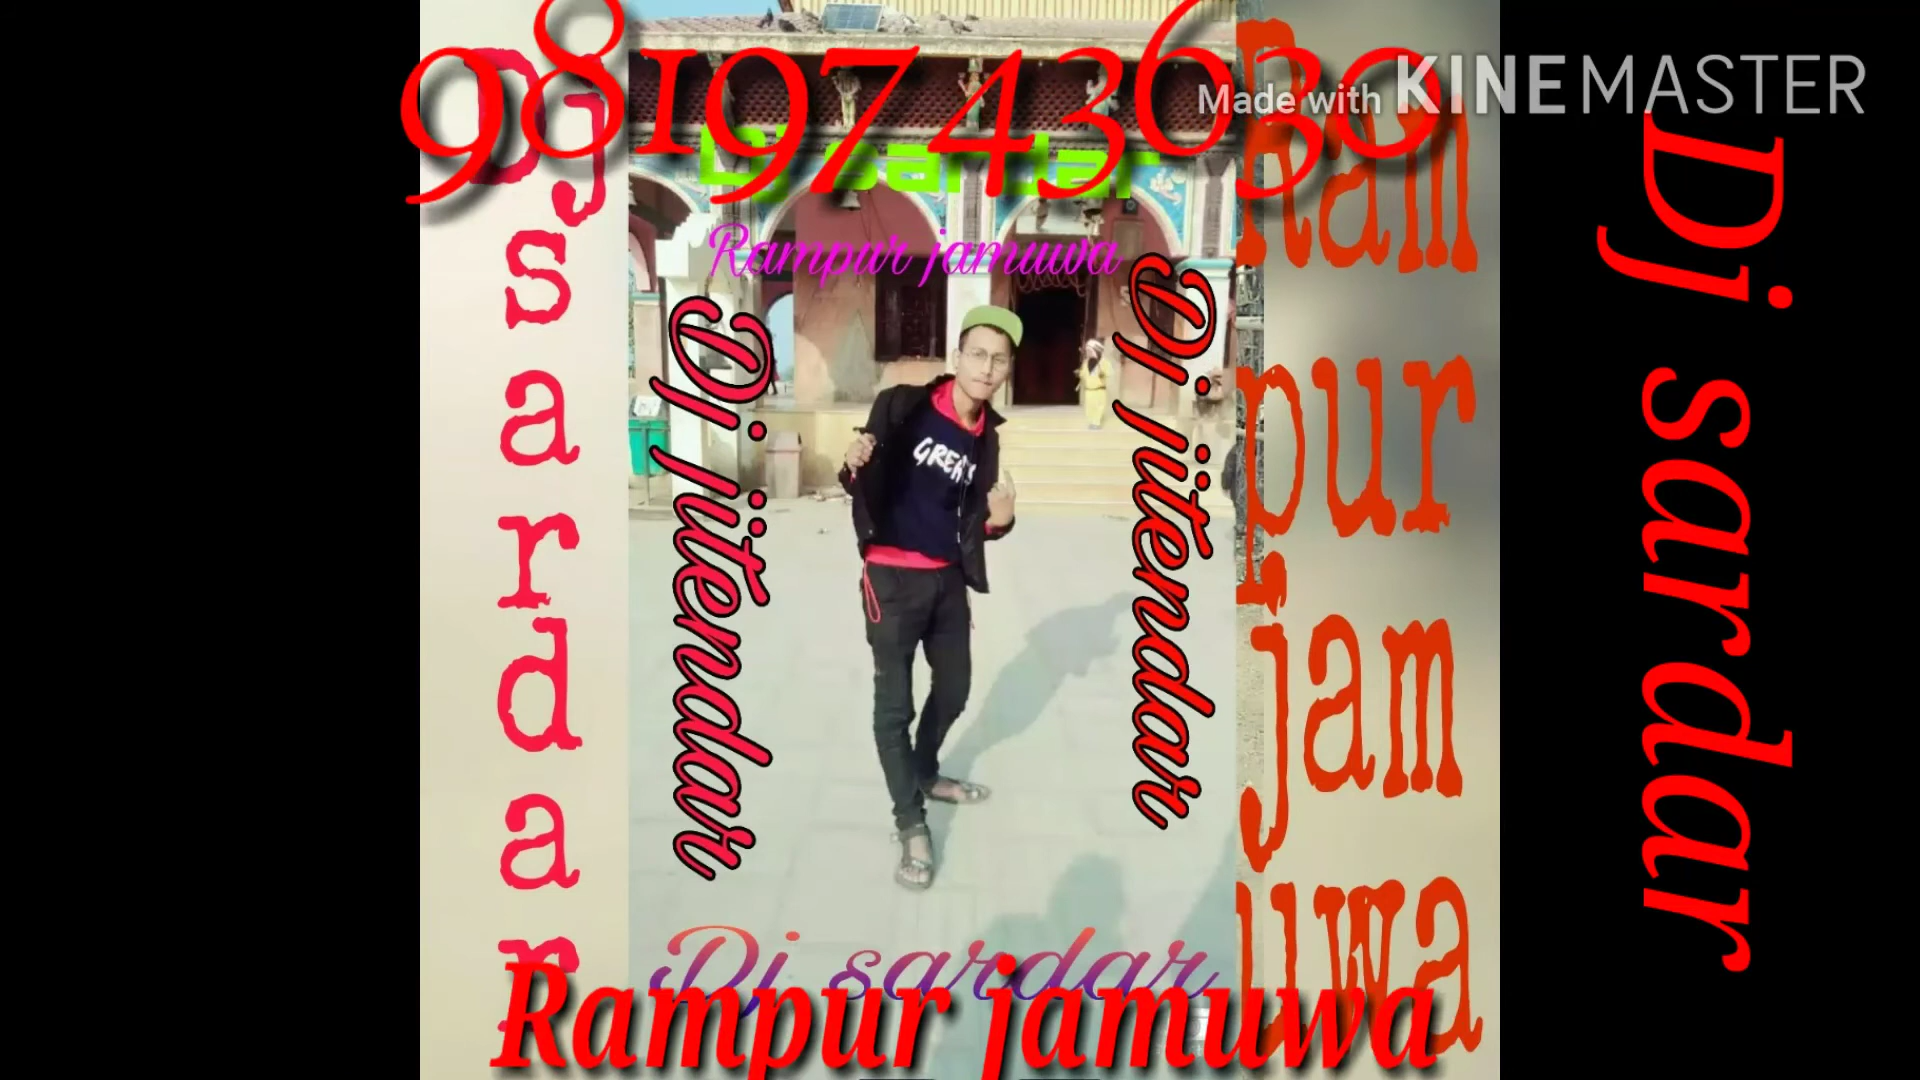 9819743630
Made with KINEMASTER
Dj sardar
Dj sardar
Rampur jamuwa
Dj jitendar
Dj jitendar
GREAT
Ram
pur
jam
uwa
Dj sardar
Dj sardar
Rampur jamuwa